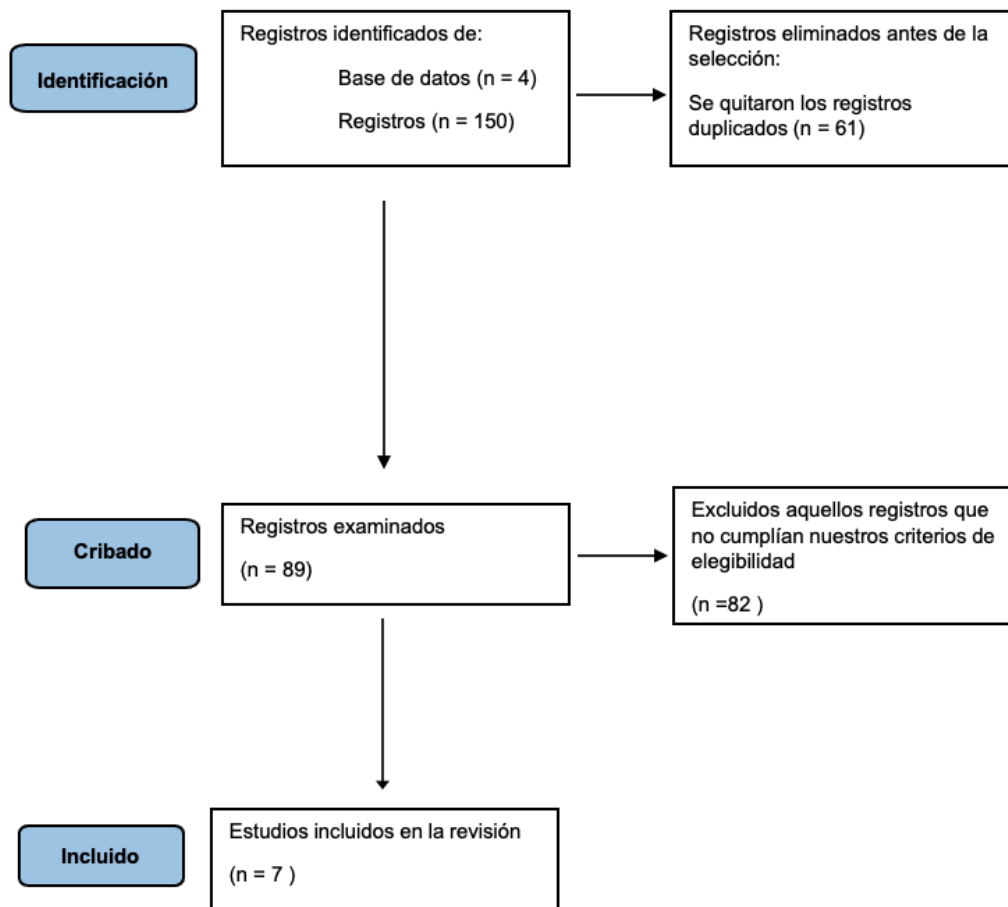 Identificación
Registros identificados de:
Base de datos (n = 4)
Registros (n = 150)
Registros eliminados antes de la
selección:
Se quitaron los registros
duplicados (n = 61)
Cribado
Registros examinados
(n = 89)
Excluidos aquellos registros que
no cumplían nuestros criterios de
elegibilidad
(n =82 )
Incluido
Estudios incluidos en la revisión
(n = 7 )